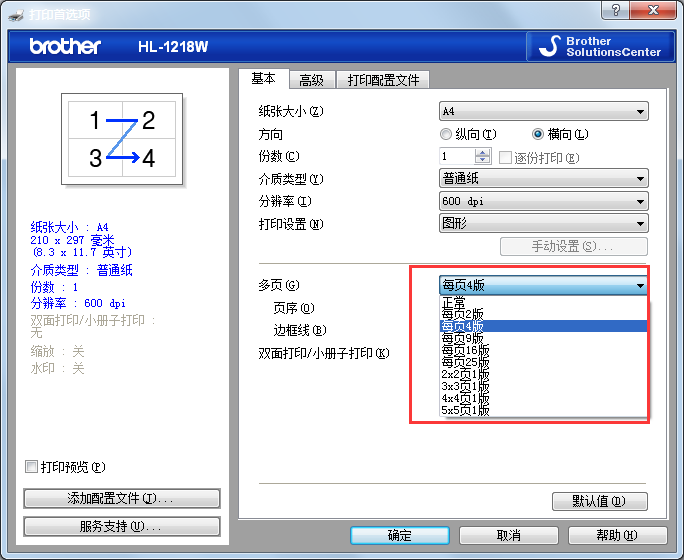 打印首选项
brother HL-1218W
Brother
SolutionsCenter
基本 高级 打印配置文件
1 2
3 4
纸张大小 : A4
210 x 297 毫米
(8.3 x 11.7 英寸)
介质类型 : 普通纸
份数 : 1
分辨率 : 600 dpi
双面打印/小册子打印 :
无
缩放 : 关
水印 : 关
打印预览(P)
添加配置文件(I)...
服务支持(U)...
纸张大小(Z) A4
方向 纵向(T) 横向(L)
份数(C) 1 逐份打印(E)
介质类型(Y) 普通纸
分辨率(I) 600 dpi
打印设置(N) 图形
手动设置(S)...
多页(G) 每页4版
页序(O)
边框线(B)
双面打印/小册子打印(K)
正常
每页2版
每页4版
每页9版
每页16版
每页25版
2x2页1版
3x3页1版
4x4页1版
5x5页1版
默认值(D)
确定 取消 帮助(H)